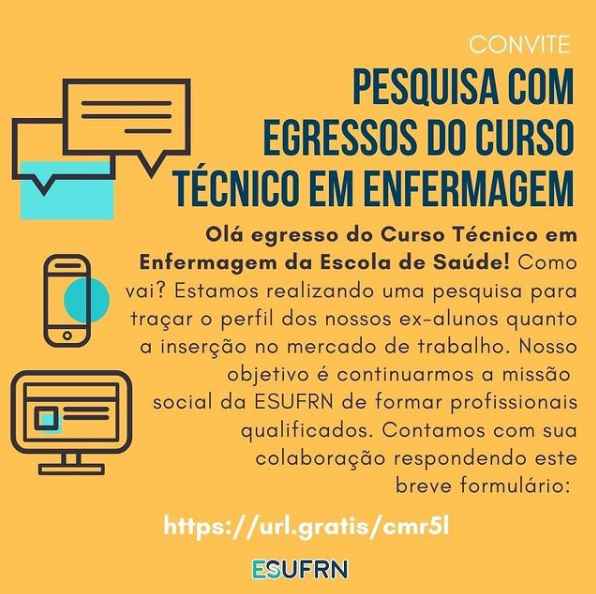 CONVITE
PESQUISA COM
EGRESSOS DO CURSO
TÉCNICO EM ENFERMAGEM
Olá egresso do Curso Técnico em
Enfermagem da Escola de Saúde! Como
vai? Estamos realizando uma pesquisa para
traçar o perfil dos nossos ex-alunos quanto
a inserção no mercado de trabalho. Nosso
objetivo é continuarmos a missão
social da ESUFRN de formar profissionais
qualificados. Contamos com sua
colaboração respondendo este
breve formulário:
https://url.gratis/cmr5l
ESUFRN